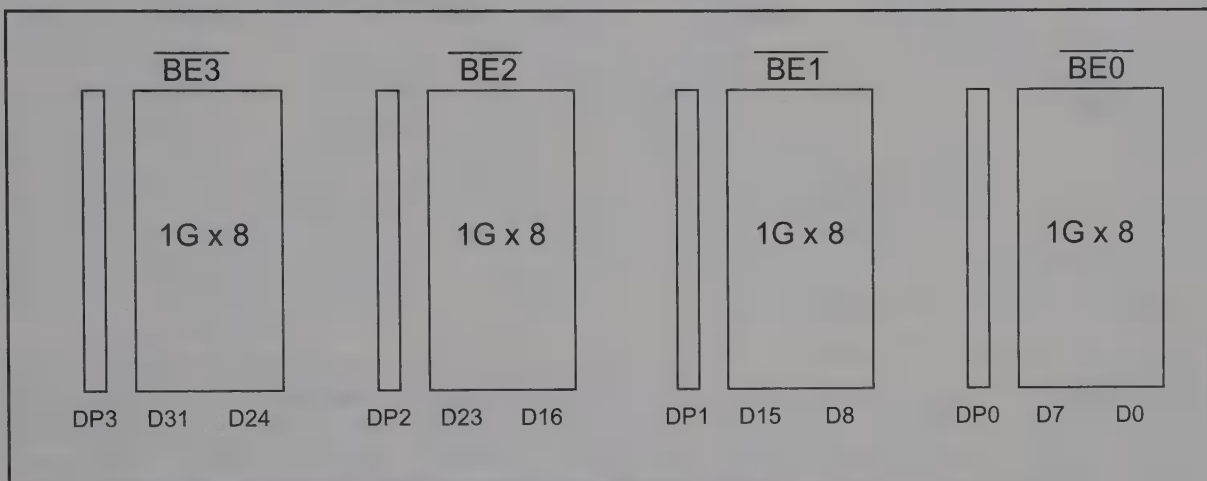 BE3 BE2 BE1 BE0
1G x 8 1G x 8 1G x 8 1G x 8
DP3 D31 D24 DP2 D23 D16 DP1 D15 D8 DP0 D7 D0